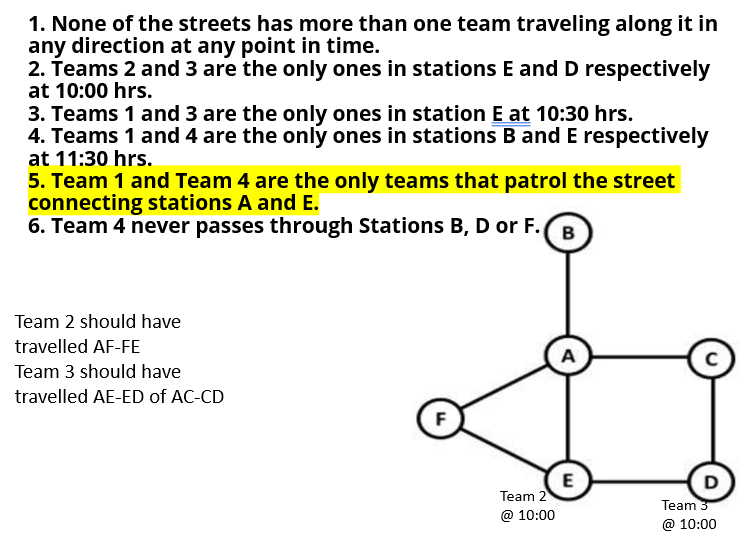 1. None of the streets has more than one team traveling along it in
any direction at any point in time.
2. Teams 2 and 3 are the only ones in stations E and D respectively
at 10:00 hrs.
3. Teams 1 and 3 are the only ones in station E at 10:30 hrs.
4. Teams 1 and 4 are the only ones in stations B and E respectively
at 11:30 hrs.
5. Team 1 and Team 4 are the only teams that patrol the street
connecting stations A and E.
6. Team 4 never passes through Stations B, D or F.
B
Team 2 should have
travelled AF-FE
Team 3 should have
travelled AE-ED of AC-CD
A
C
F
E
D
Team 2
@ 10:00
Team 3
@ 10:00